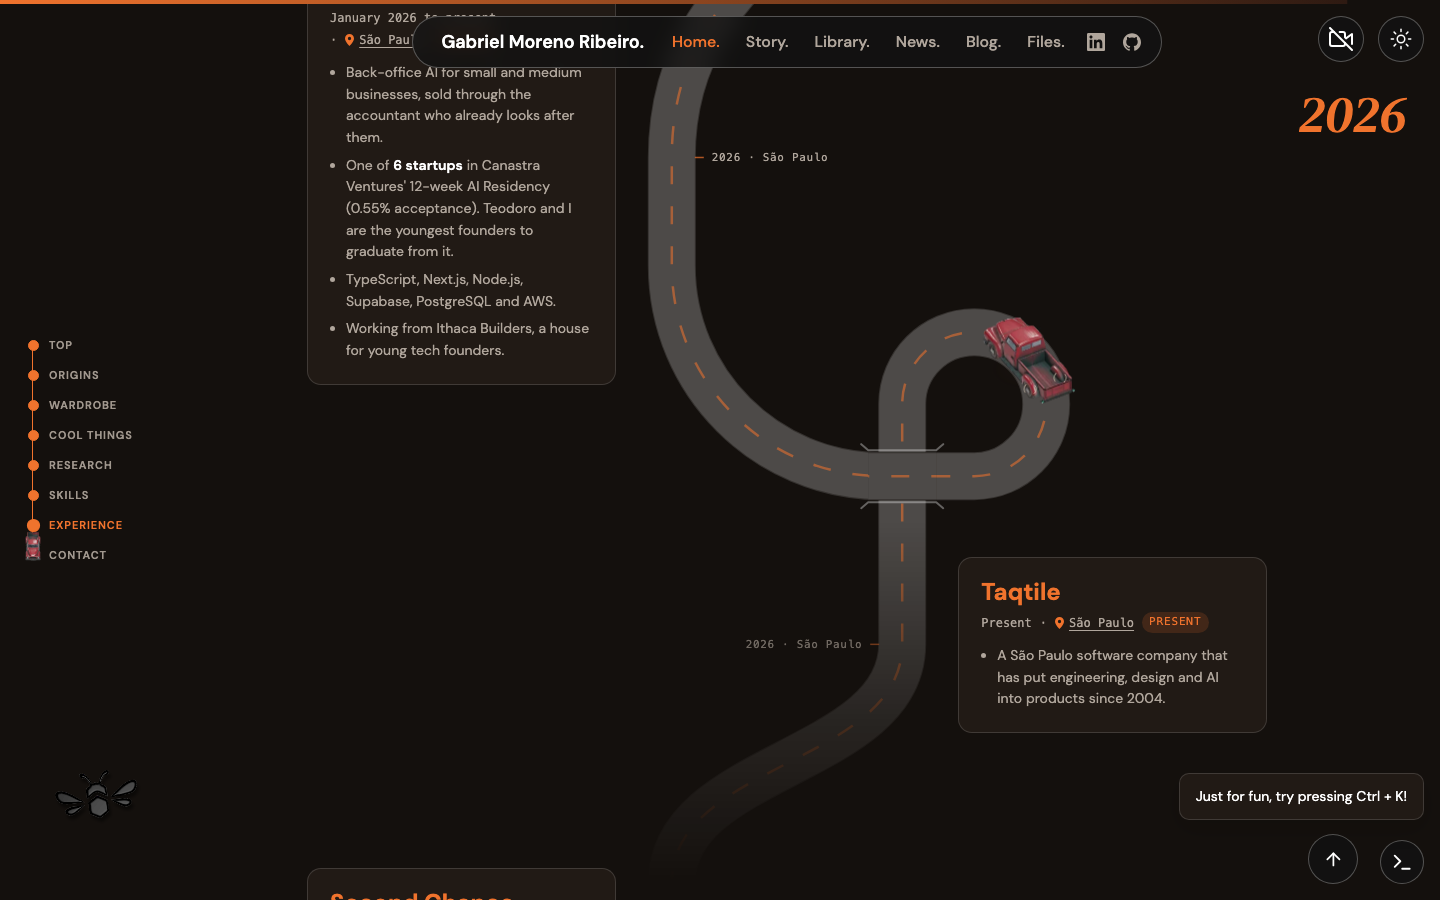 January 2026 to present
· São Pau
Gabriel Moreno Ribeiro.
Home.
Story.
Library.
News.
Blog.
Files.
2026
Back-office AI for small and medium
businesses, sold through the
accountant who already looks after
them.
One of 6 startups in Canastra
Ventures' 12-week AI Residency
(0.55% acceptance). Teodoro and I
are the youngest founders to
graduate from it.
TypeScript, Next.js, Node.js,
Supabase, PostgreSQL and AWS.
Working from Ithaca Builders, a house
for young tech founders.
2026 · São Paulo
TOP
ORIGINS
WARDROBE
COOL THINGS
RESEARCH
SKILLS
EXPERIENCE
CONTACT
Taqtile
Present · São Paulo PRESENT
A São Paulo software company that
has put engineering, design and AI
into products since 2004.
2026 · São Paulo
Just for fun, try pressing Ctrl + K!
Second Chance